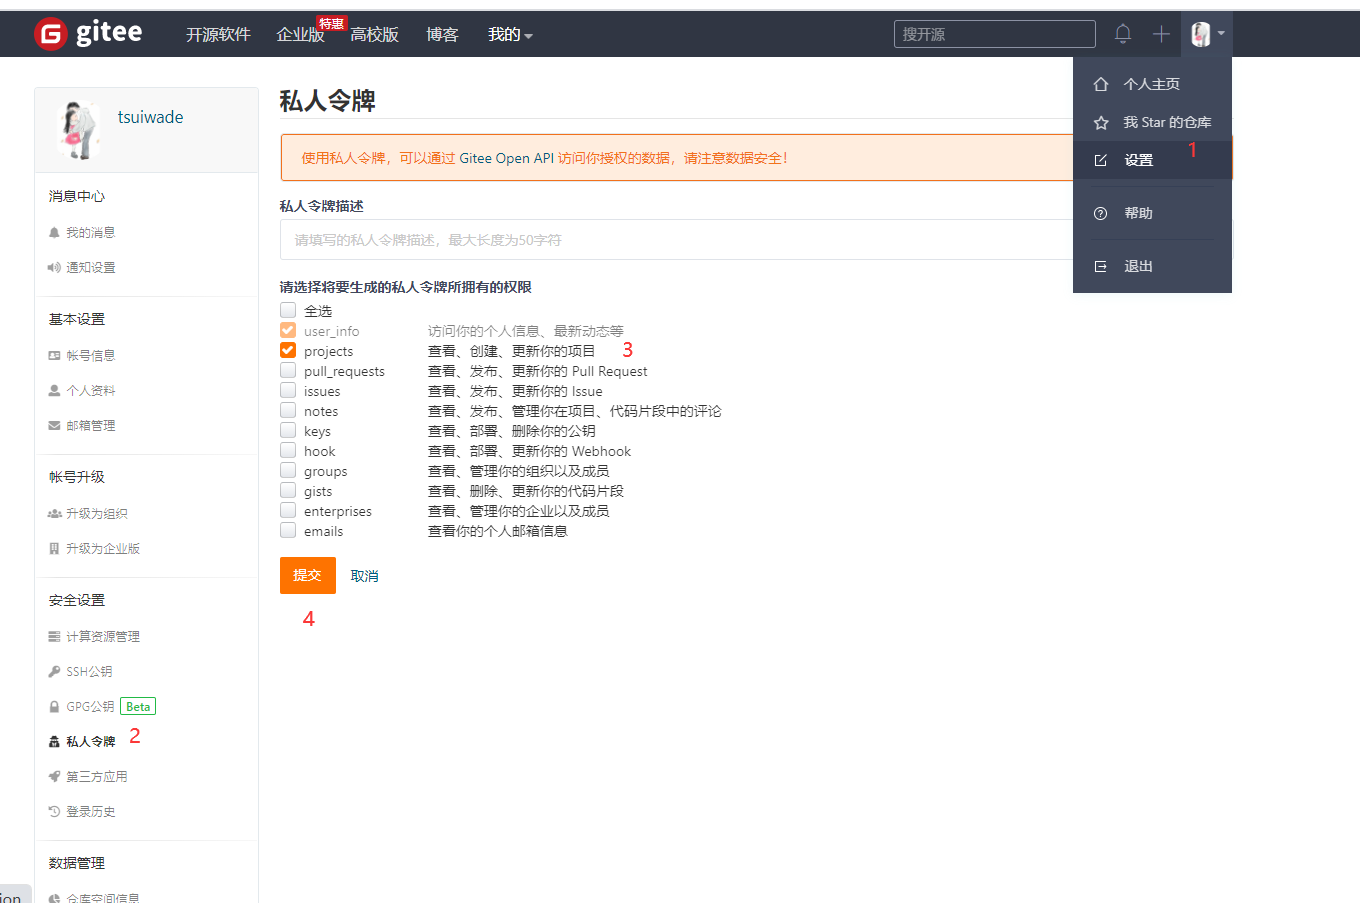 gitee
开源软件
企业版
特惠
高校版
博客
我的
搜开源
个人主页
我 Star 的仓库
设置
1
帮助
退出
tsuiwade
消息中心
我的消息
通知设置
基本设置
帐号信息
个人资料
邮箱管理
帐号升级
升级为组织
升级为企业版
安全设置
计算资源管理
SSH公钥
GPG公钥 Beta
私人令牌 2
第三方应用
登录历史
数据管理
仓库空间信息
ion
私人令牌
使用私人令牌，可以通过 Gitee Open API 访问你授权的数据，请注意数据安全！
私人令牌描述
请填写的私人令牌描述，最大长度为50字符
请选择将要生成的私人令牌所拥有的权限
全选
user_info 访问你的个人信息、最新动态等
projects 查看、创建、更新你的项目 3
pull_requests 查看、发布、更新你的 Pull Request
issues 查看、发布、更新你的 Issue
notes 查看、发布、管理你在项目、代码片段中的评论
keys 查看、部署、删除你的公钥
hook 查看、部署、更新你的 Webhook
groups 查看、管理你的组织以及成员
gists 查看、删除、更新你的代码片段
enterprises 查看、管理你的企业以及成员
emails 查看你的个人邮箱信息
提交 取消
4